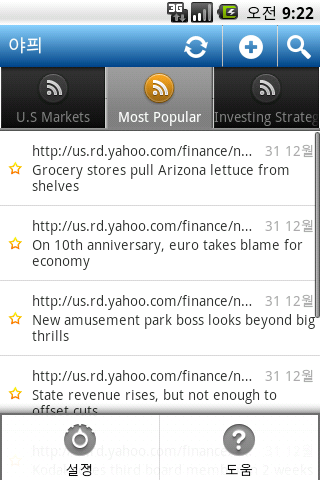 3G
오전 9:22
야피
U.S Markets
Most Popular
Investing Strateg
http://us.rd.yahoo.com/finance/n...
31 12월
Grocery stores pull Arizona lettuce from
shelves
http://us.rd.yahoo.com/finance/n...
31 12월
On 10th anniversary, euro takes blame for
economy
http://us.rd.yahoo.com/finance/n...
31 12월
New amusement park boss looks beyond big
thrills
http://us.rd.yahoo.com/finance/n...
31 12월
State revenue rises, but not enough to
offset cuts
설정
도움